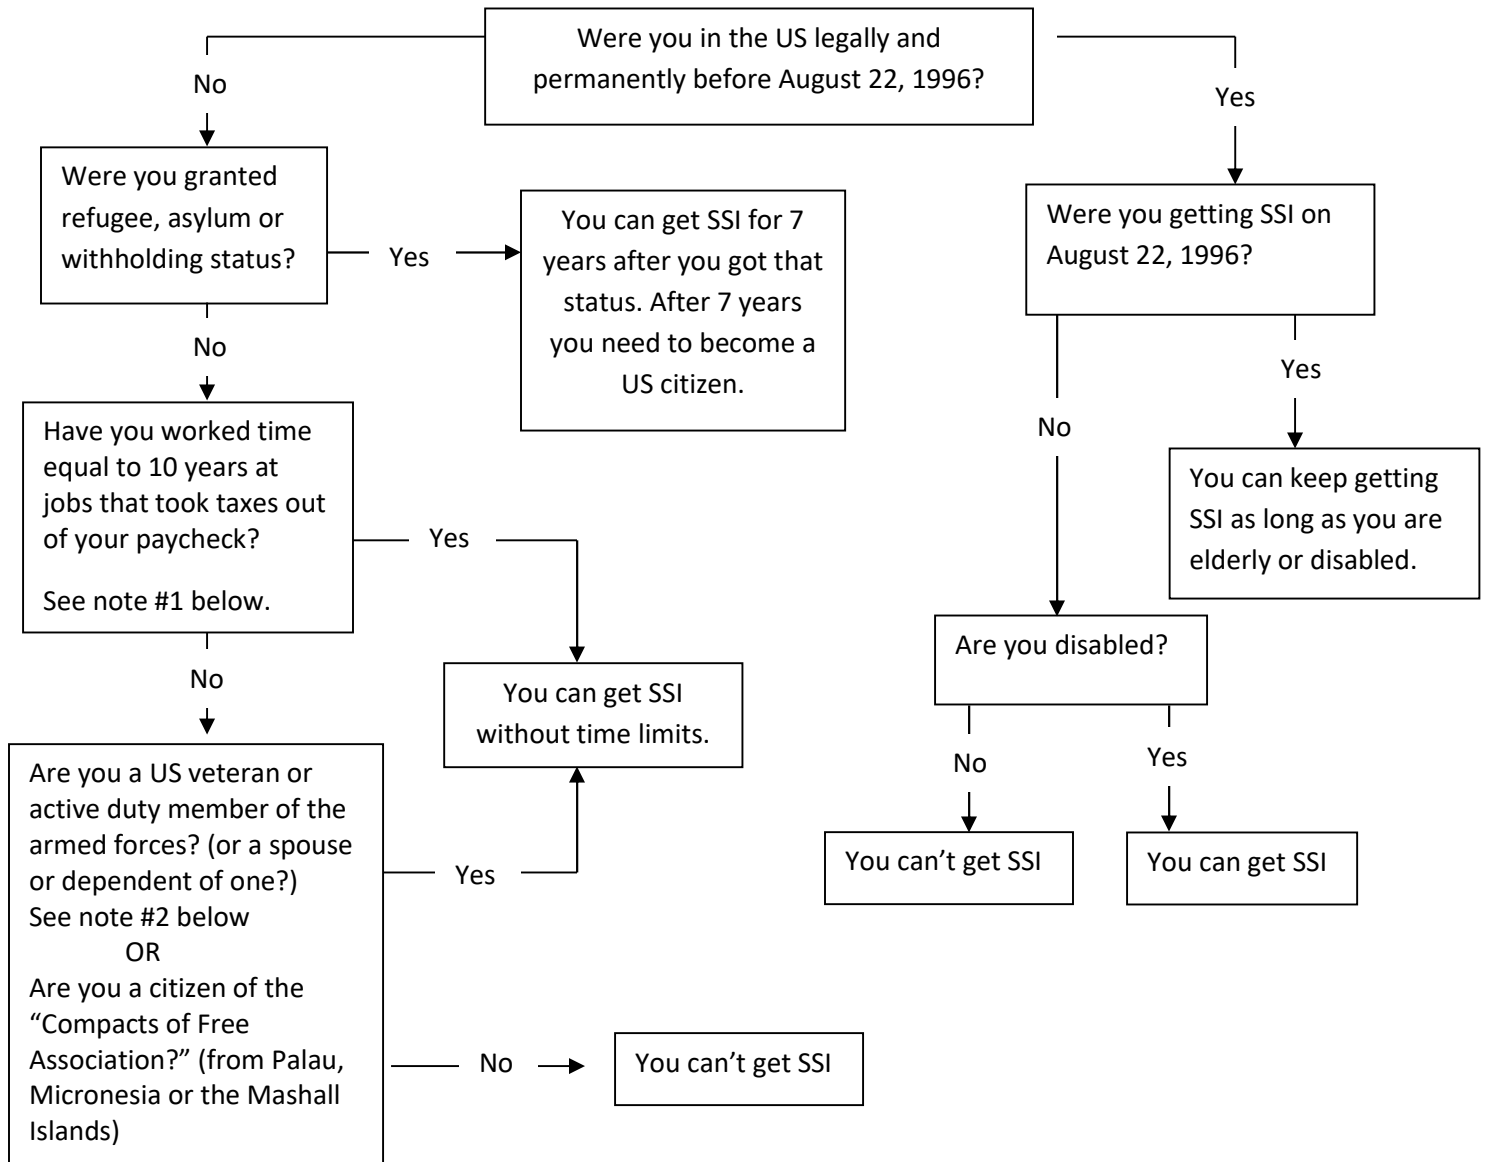 Were you in the US legally and
permanently before August 22, 1996?
No
Yes
Were you granted
refugee, asylum or
withholding status?
Yes
You can get SSI for 7
years after you got that
status. After 7 years
you need to become a
US citizen.
Were you getting SSI on
August 22, 1996?
No
Yes
No
Have you worked time
equal to 10 years at
jobs that took taxes out
of your paycheck?
See note #1 below.
Yes
You can keep getting
SSI as long as you are
elderly or disabled.
Are you disabled?
No
You can get SSI
without time limits.
No
Yes
Are you a US veteran or
active duty member of the
armed forces? (or a spouse
or dependent of one?)
See note #2 below
OR
Are you a citizen of the
“Compacts of Free
Association?” (from Palau,
Micronesia or the Mashall
Islands)
Yes
You can’t get SSI
You can get SSI
No
You can’t get SSI